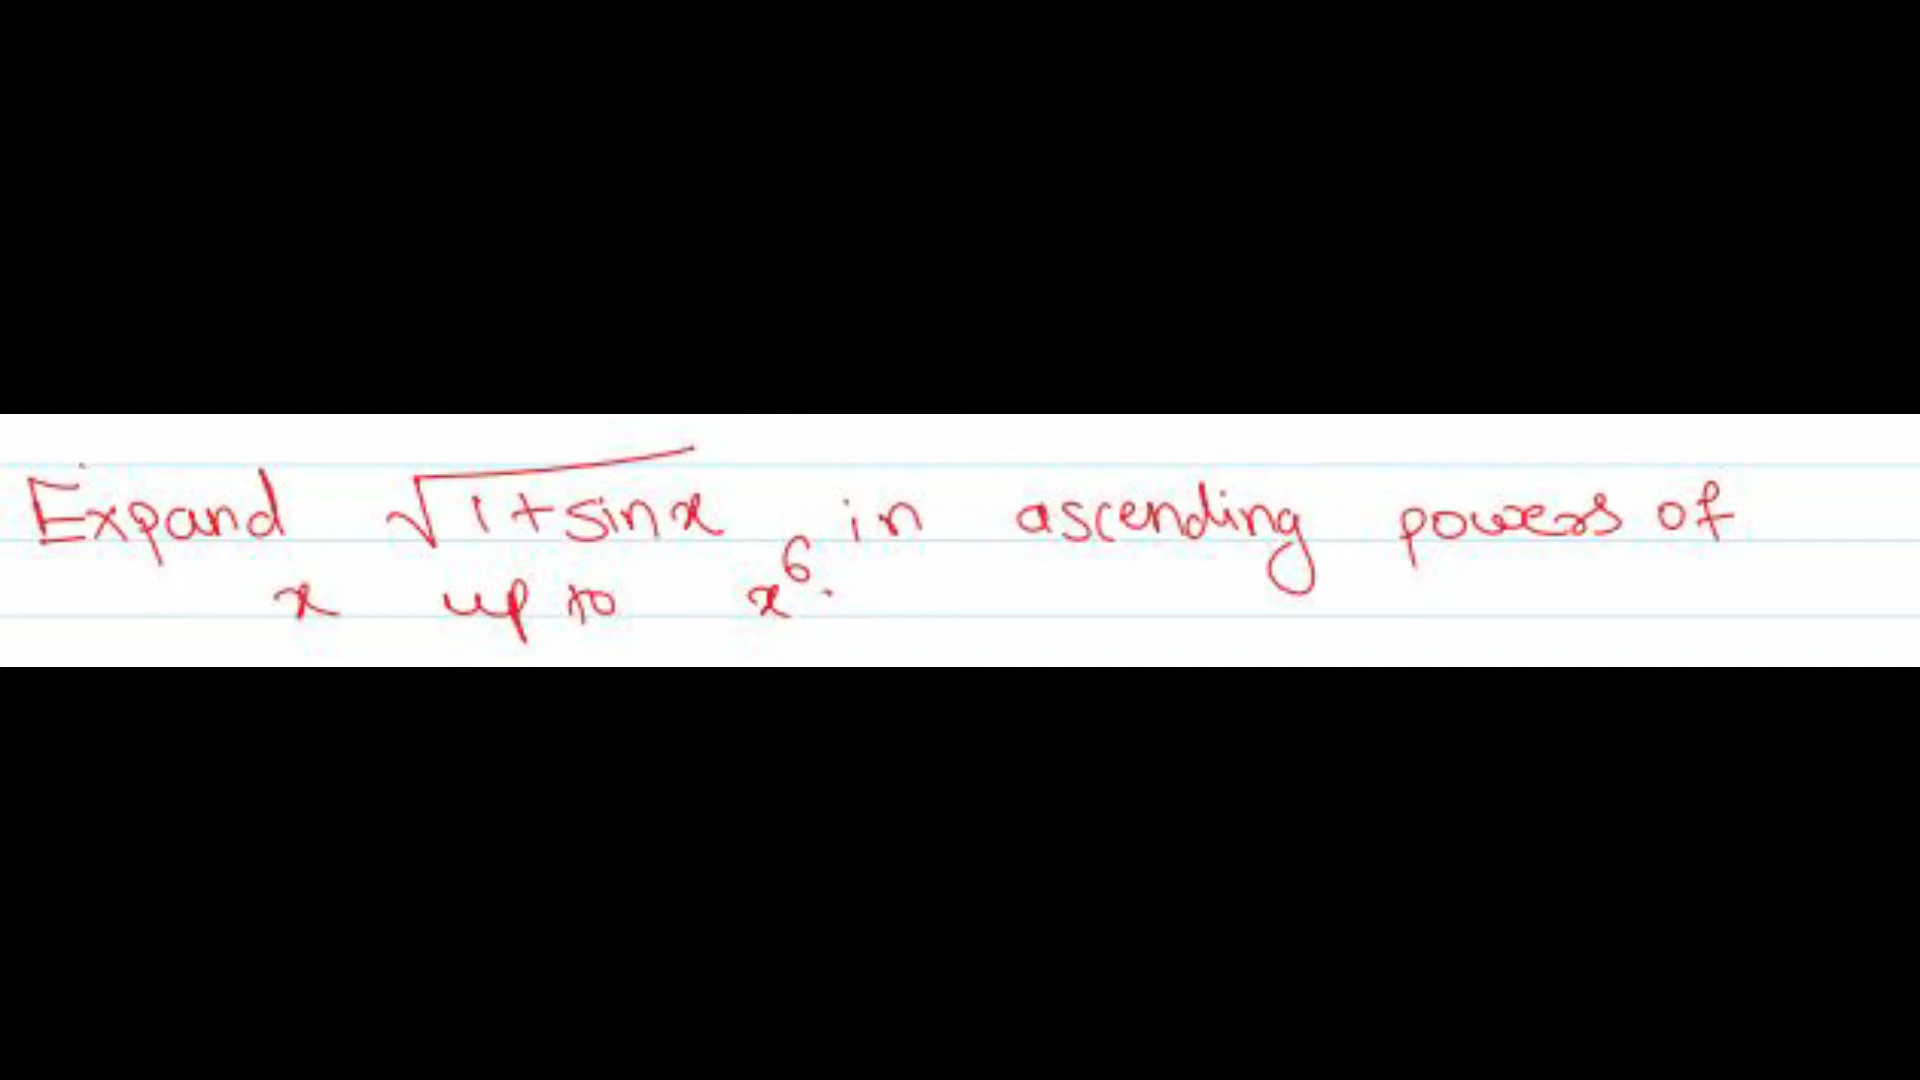 Expand √1+sinx in ascending powers of
x up to x⁶.